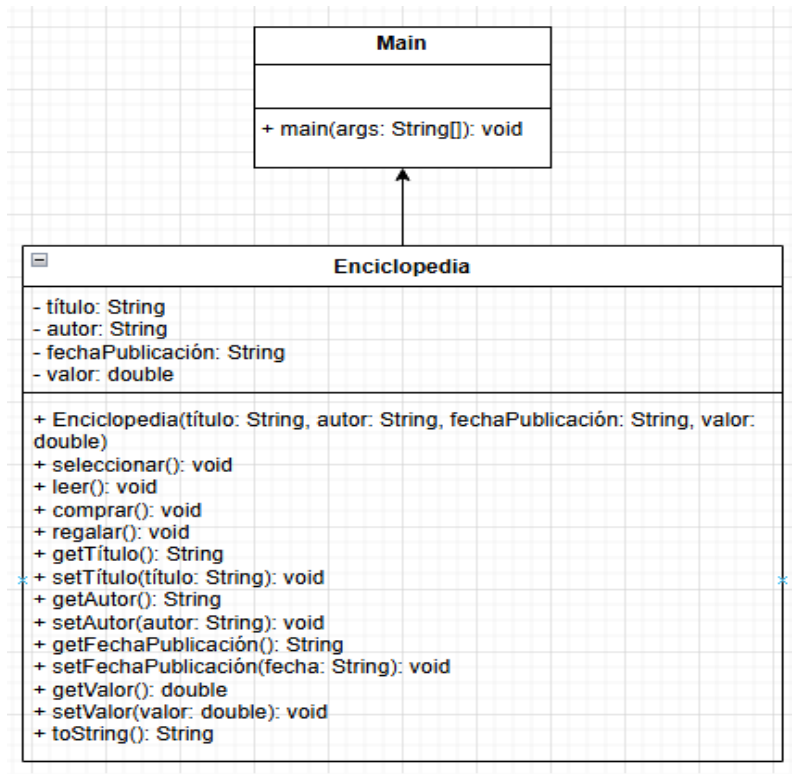 Main
+ main(args: String[]): void
Enciclopedia
- título: String
- autor: String
- fechaPublicación: String
- valor: double
+ Enciclopedia(título: String, autor: String, fechaPublicación: String, valor:
double)
+ seleccionar(): void
+ leer(): void
+ comprar(): void
+ regalar(): void
+ getTítulo(): String
+ setTítulo(título: String): void
+ getAutor(): String
+ setAutor(autor: String): void
+ getFechaPublicación(): String
+ setFechaPublicación(fecha: String): void
+ getValor(): double
+ setValor(valor: double): void
+ toString(): String